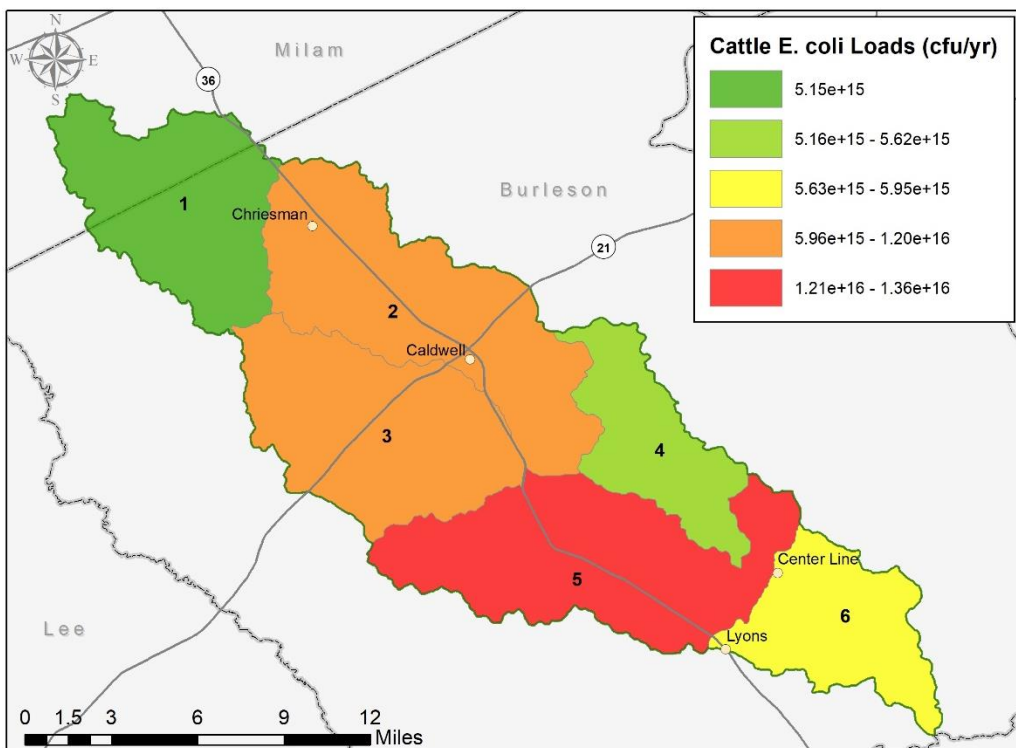 N
W E
S
Milam
36
Cattle E. coli Loads (cfu/yr)
5.15e+15
5.16e+15 - 5.62e+15
5.63e+15 - 5.95e+15
5.96e+15 - 1.20e+16
1.21e+16 - 1.36e+16
Burleson
1
Chriesman
21
2
Caldwell
3
4
Center Line
5
6
Lee
Lyons
0 1.5 3 6 9 12
Miles